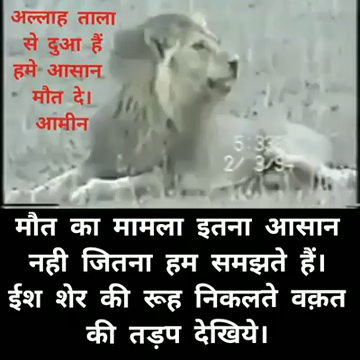 अल्लाह ताला
से दुआ हैं
हमे आसान
मौत दे।
आमीन
मौत का मामला इतना आसान
नही जितना हम समझते हैं।
ईश शेर की रूह निकलते वक़त
की तड़प देखिये।